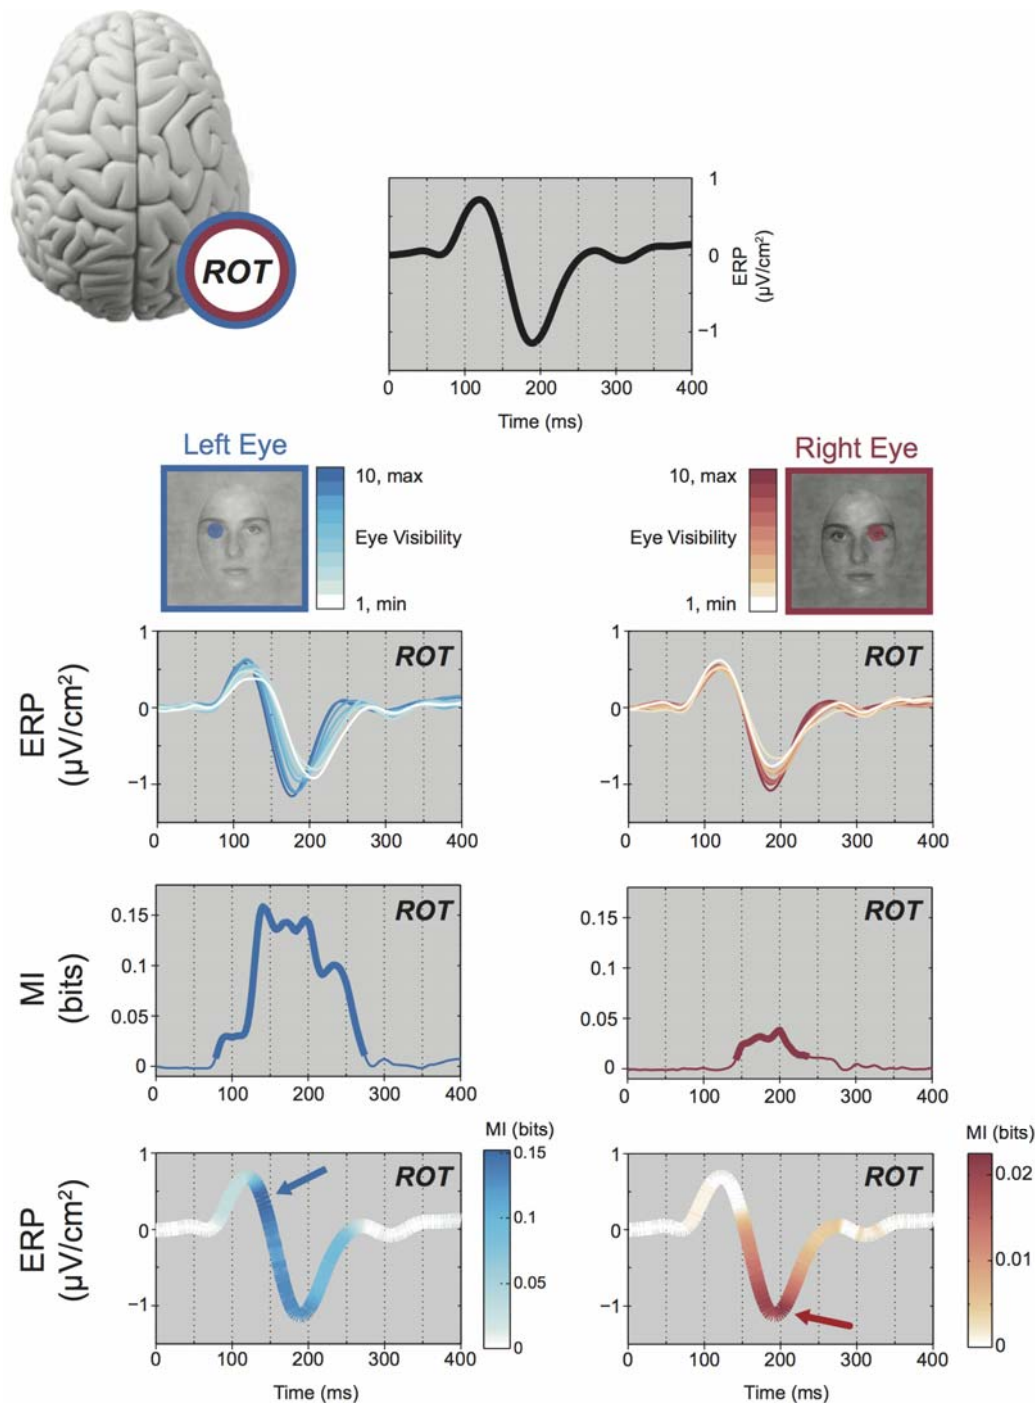 ROT
1
0
−1
ERP
(µV/cm²)
0 100 200 300 400
Time (ms)
Left Eye
10, max
Eye Visibility
1, min
Right Eye
10, max
Eye Visibility
1, min
ERP
(µV/cm²)
1
0
−1
ROT
0 100 200 300 400
ROT
0 100 200 300 400
MI
(bits)
0.15
0.1
0.05
0
ROT
0 100 200 300 400
0.15
0.1
0.05
0
ROT
0 100 200 300 400
ERP
(µV/cm²)
1
0
−1
ROT
0 100 200 300 400
Time (ms)
MI (bits)
0.15
0.1
0.05
0
1
0
−1
ROT
0 100 200 300 400
Time (ms)
MI (bits)
0.02
0.01
0